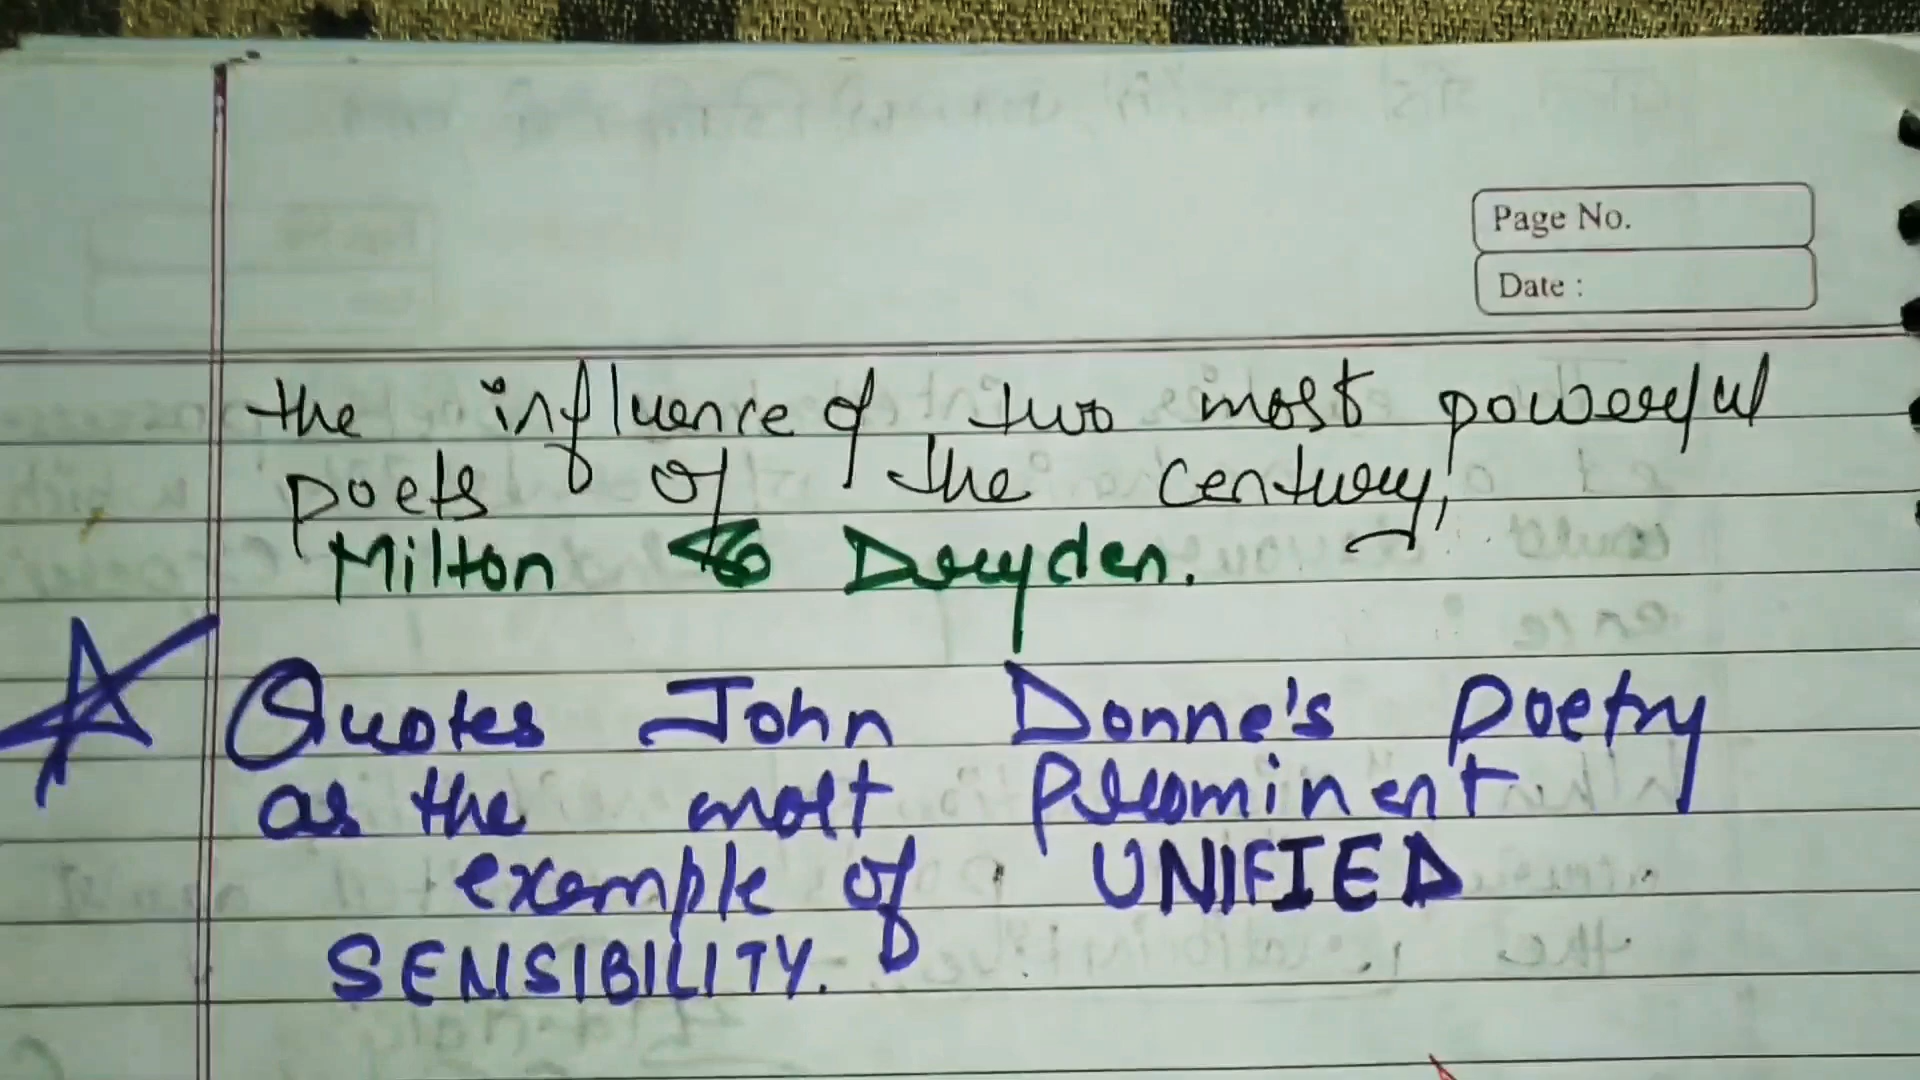 Page No.
Date :
the influence of two most powerful
poets of the century,
Milton & Dryden.
Quotes John Donne's poetry
as the most Prominent
example of UNIFIED
SENSIBILITY.